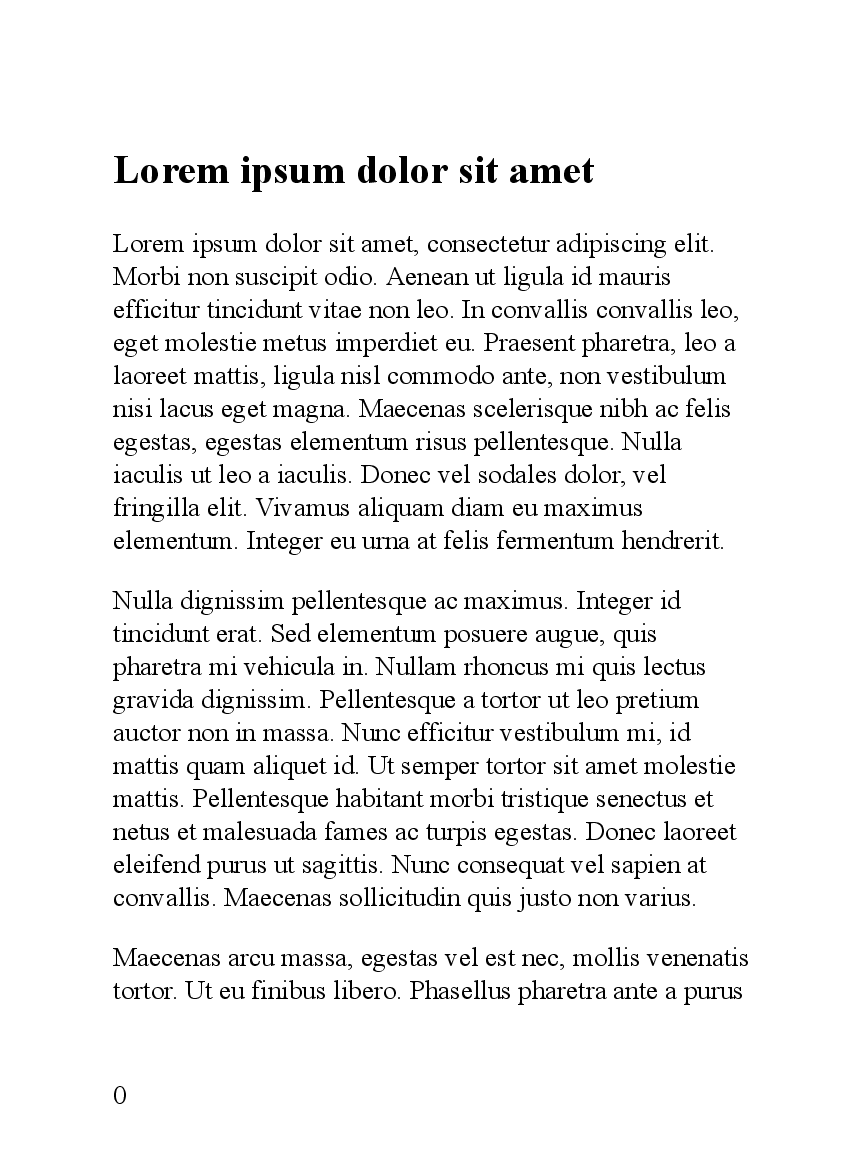 Lorem ipsum dolor sit amet
Lorem ipsum dolor sit amet, consectetur adipiscing elit.
Morbi non suscipit odio. Aenean ut ligula id mauris
efficitur tincidunt vitae non leo. In convallis convallis leo,
eget molestie metus imperdiet eu. Praesent pharetra, leo a
laoreet mattis, ligula nisl commodo ante, non vestibulum
nisi lacus eget magna. Maecenas scelerisque nibh ac felis
egestas, egestas elementum risus pellentesque. Nulla
iaculis ut leo a iaculis. Donec vel sodales dolor, vel
fringilla elit. Vivamus aliquam diam eu maximus
elementum. Integer eu urna at felis fermentum hendrerit.
Nulla dignissim pellentesque ac maximus. Integer id
tincidunt erat. Sed elementum posuere augue, quis
pharetra mi vehicula in. Nullam rhoncus mi quis lectus
gravida dignissim. Pellentesque a tortor ut leo pretium
auctor non in massa. Nunc efficitur vestibulum mi, id
mattis quam aliquet id. Ut semper tortor sit amet molestie
mattis. Pellentesque habitant morbi tristique senectus et
netus et malesuada fames ac turpis egestas. Donec laoreet
eleifend purus ut sagittis. Nunc consequat vel sapien at
convallis. Maecenas sollicitudin quis justo non varius.
Maecenas arcu massa, egestas vel est nec, mollis venenatis
tortor. Ut eu finibus libero. Phasellus pharetra ante a purus
0